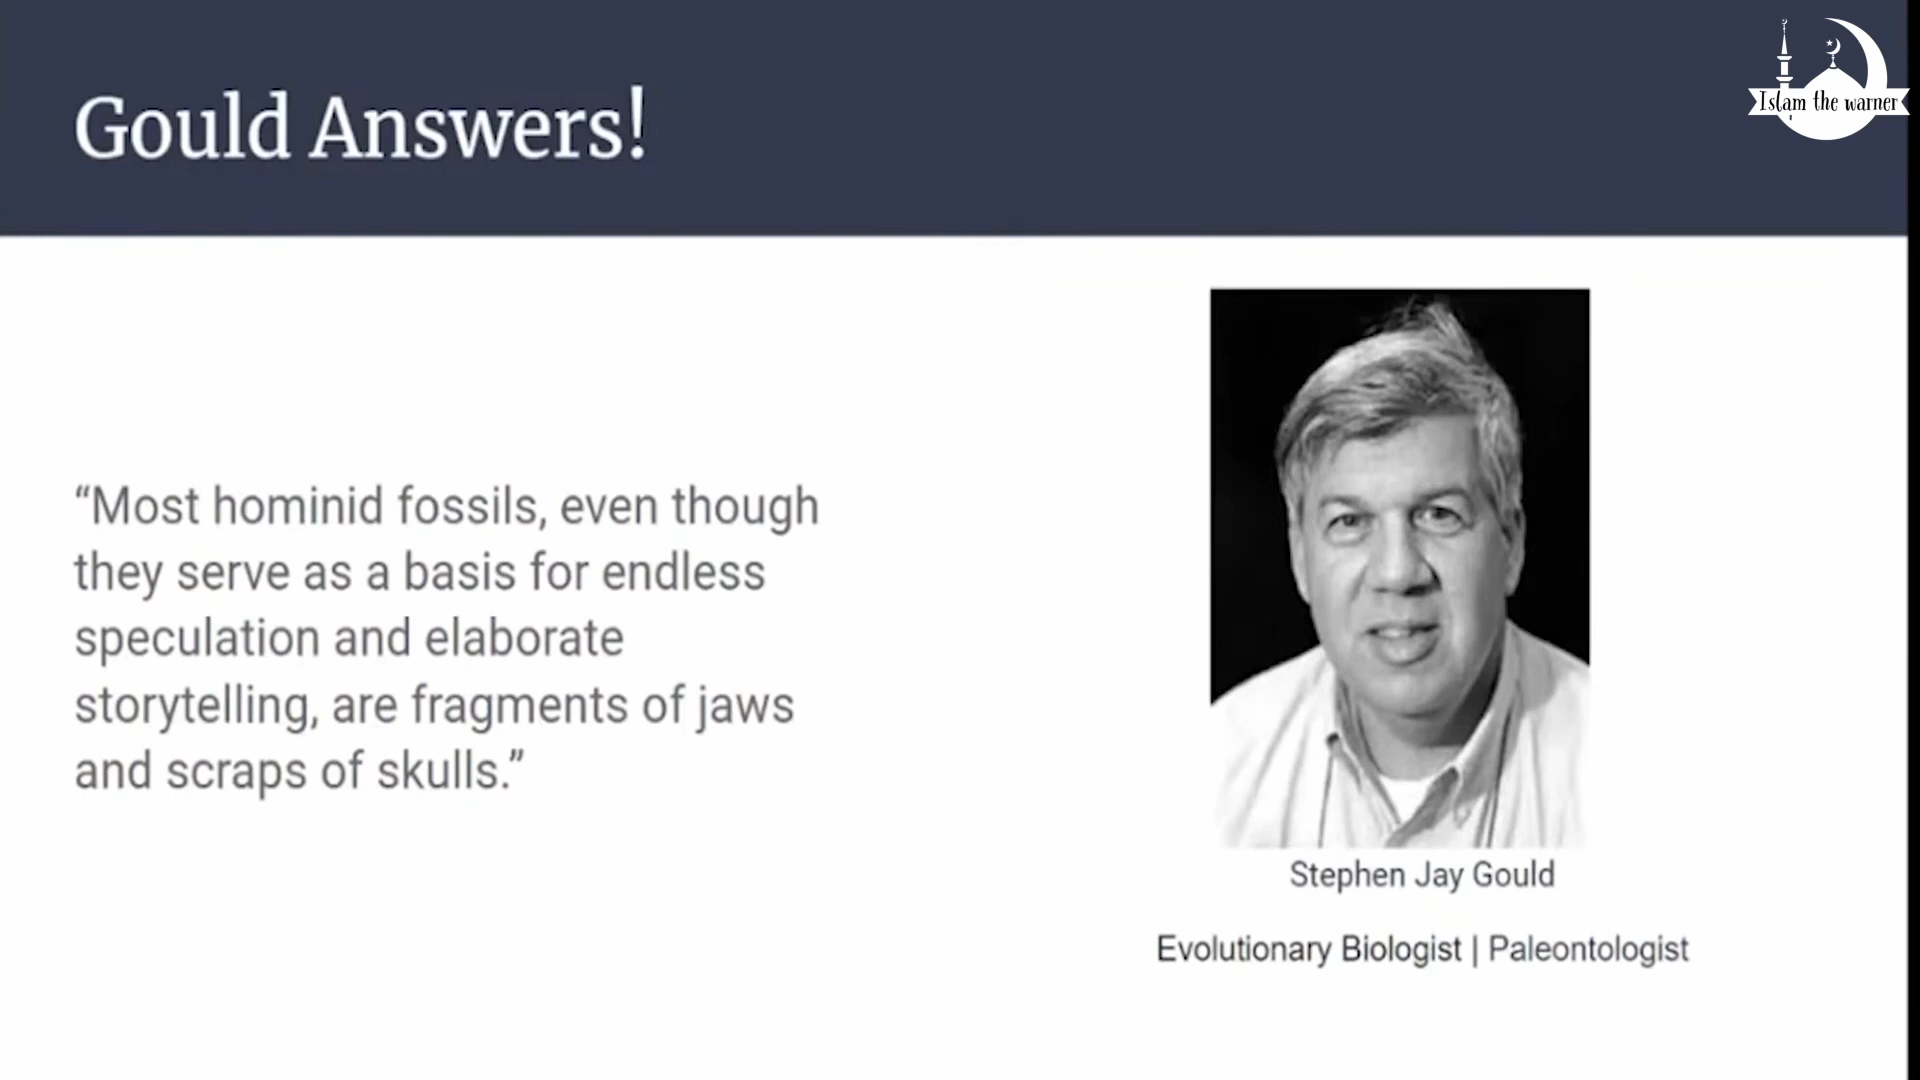 Gould Answers!
Islam the warner
“Most hominid fossils, even though
they serve as a basis for endless
speculation and elaborate
storytelling, are fragments of jaws
and scraps of skulls.”
Stephen Jay Gould
Evolutionary Biologist | Paleontologist